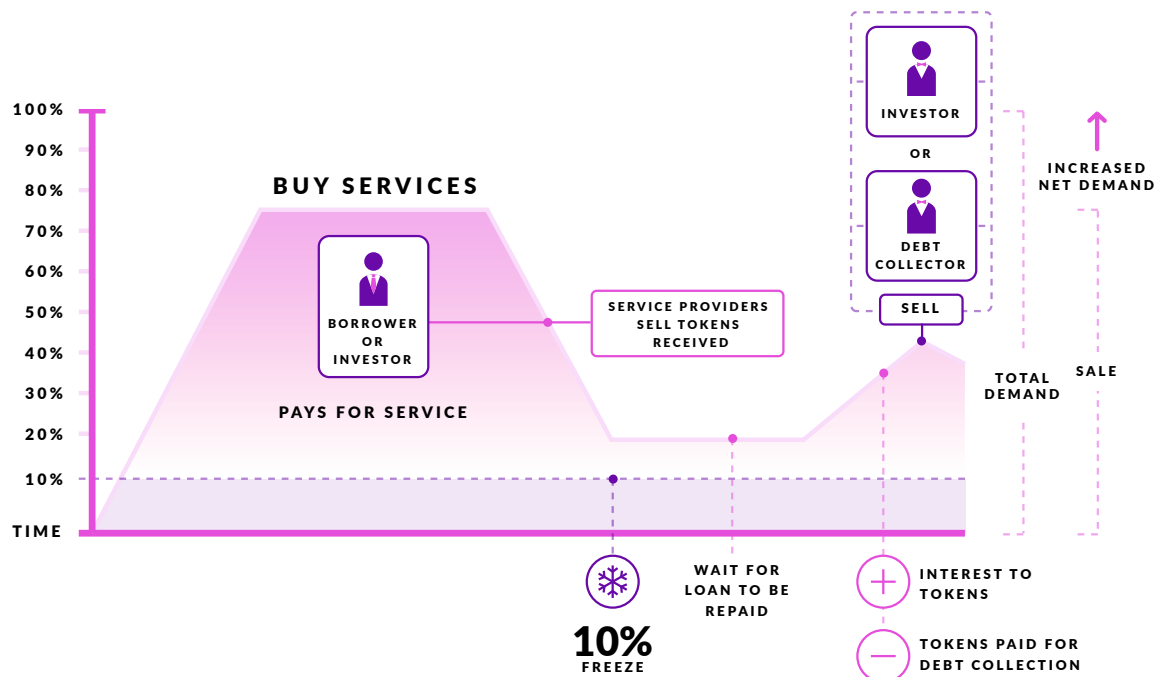 100%
90%
80%
70%
60%
50%
40%
30%
20%
10%
TIME
BUY SERVICES
BORROWER
OR
INVESTOR
PAYS FOR SERVICE
SERVICE PROVIDERS
SELL TOKENS
RECEIVED
INVESTOR
OR
DEBT
COLLECTOR
SELL
INCREASED
NET DEMAND
TOTAL
DEMAND
SALE
10%
FREEZE
WAIT FOR
LOAN TO BE
REPAID
INTEREST TO
TOKENS
TOKENS PAID FOR
DEBT COLLECTION